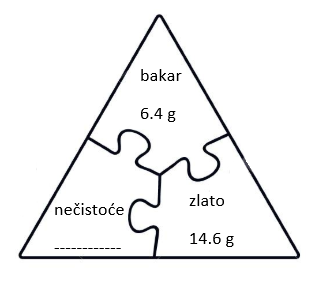 bakar
6.4 g
nečistoće
------------
zlato
14.6 g